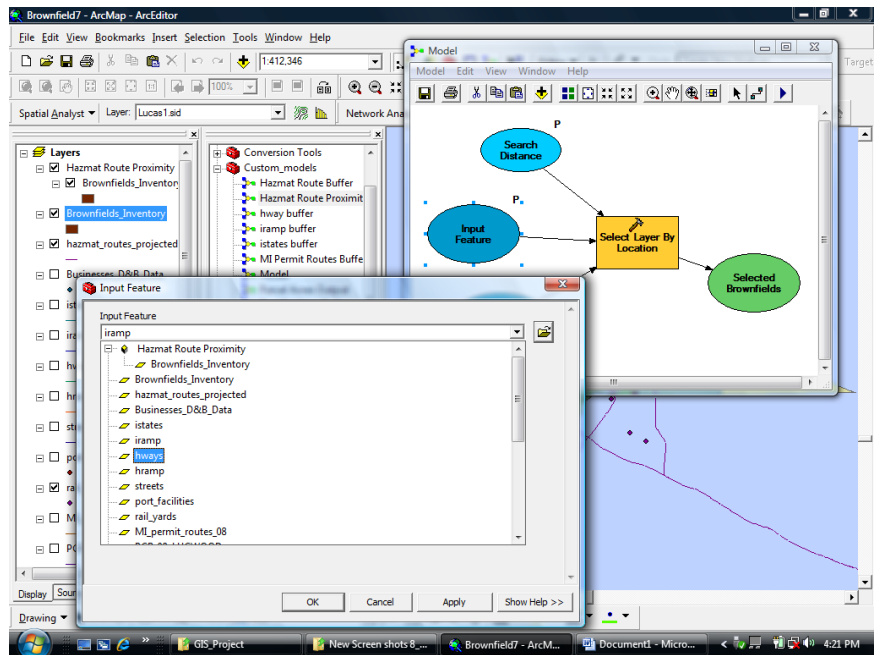 Brownfield7 - ArcMap - ArcEditor
File Edit View Bookmarks Insert Selection Tools Window Help
1:412,346
Target
100%
Spatial Analyst Layer: Lucas1.sid
Network Ana
Layers
Hazmat Route Proximity
Brownfields_Inventory
Brownfields_Inventory
hazmat_routes_projected
Businesses_D&B_Data
Conversion Tools
Custom_models
Hazmat Route Buffer
Hazmat Route Proximit
hway buffer
iramp buffer
istates buffer
MI Permit Routes Buffe
Model
Model
Model Edit View Window Help
P
Search
Distance
P
Input
Feature
Select Layer By
Location
Selected
Brownfields
Input Feature
Input Feature
iramp
Hazmat Route Proximity
Brownfields_Inventory
Brownfields_Inventory
hazmat_routes_projected
Businesses_D&B_Data
istates
iramp
hways
hramp
streets
port_facilities
rail_yards
MI_permit_routes_08
OK Cancel Apply Show Help >>
Display Sour
Drawing
GIS_Project
New Screen shots 8_...
Brownfield7 - ArcM...
Document1 - Micro...
4:21 PM